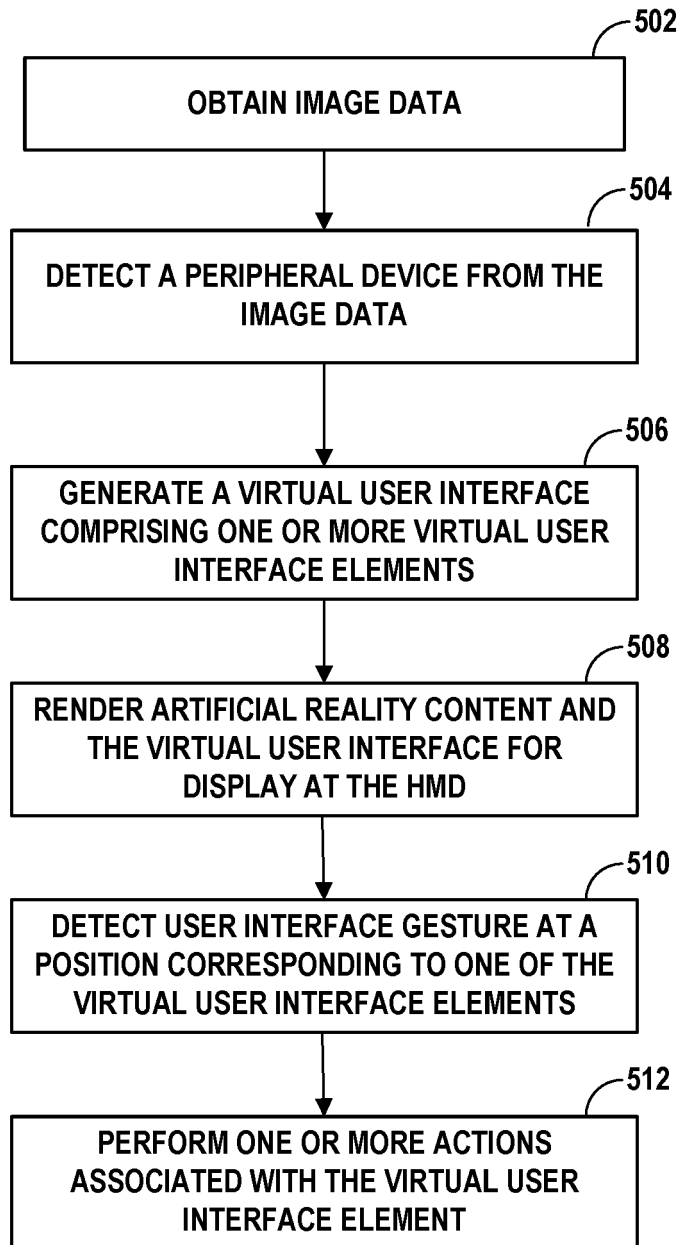 502
OBTAIN IMAGE DATA
504
DETECT A PERIPHERAL DEVICE FROM THE
IMAGE DATA
506
GENERATE A VIRTUAL USER INTERFACE
COMPRISING ONE OR MORE VIRTUAL USER
INTERFACE ELEMENTS
508
RENDER ARTIFICIAL REALITY CONTENT AND
THE VIRTUAL USER INTERFACE FOR
DISPLAY AT THE HMD
510
DETECT USER INTERFACE GESTURE AT A
POSITION CORRESPONDING TO ONE OF THE
VIRTUAL USER INTERFACE ELEMENTS
512
PERFORM ONE OR MORE ACTIONS
ASSOCIATED WITH THE VIRTUAL USER
INTERFACE ELEMENT